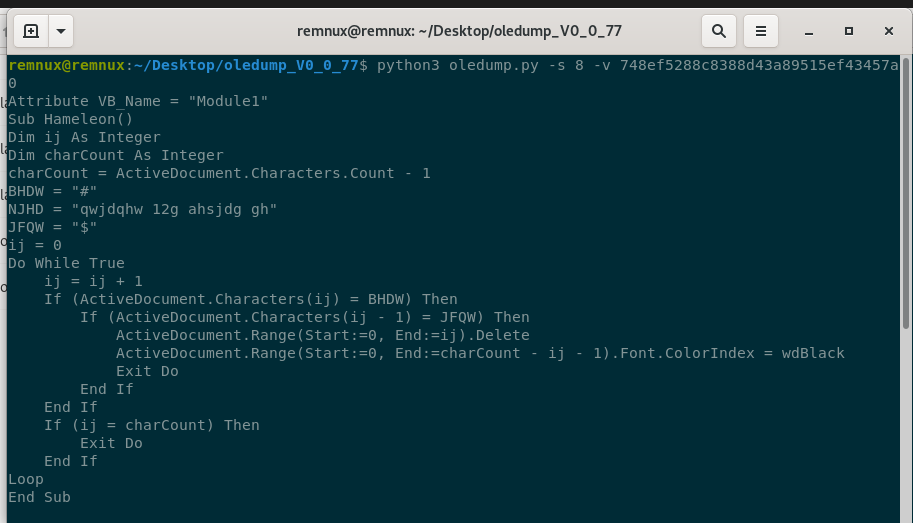 remnux@remnux: ~/Desktop/oledump_V0_0_77
remnux@remnux:~/Desktop/oledump_V0_0_77$ python3 oledump.py -s 8 -v 748ef5288c8388d43a89515ef43457a
0
Attribute VB_Name = "Module1"
Sub Hameleon()
Dim ij As Integer
Dim charCount As Integer
charCount = ActiveDocument.Characters.Count - 1
BHDW = "#"
NJHD = "qwjdqhw 12g ahsjdg gh"
JFQW = "$"
ij = 0
Do While True
    ij = ij + 1
    If (ActiveDocument.Characters(ij) = BHDW) Then
        If (ActiveDocument.Characters(ij - 1) = JFQW) Then
            ActiveDocument.Range(Start:=0, End:=ij).Delete
            ActiveDocument.Range(Start:=0, End:=charCount - ij - 1).Font.ColorIndex = wdBlack
            Exit Do
        End If
    End If
    If (ij = charCount) Then
        Exit Do
    End If
Loop
End Sub